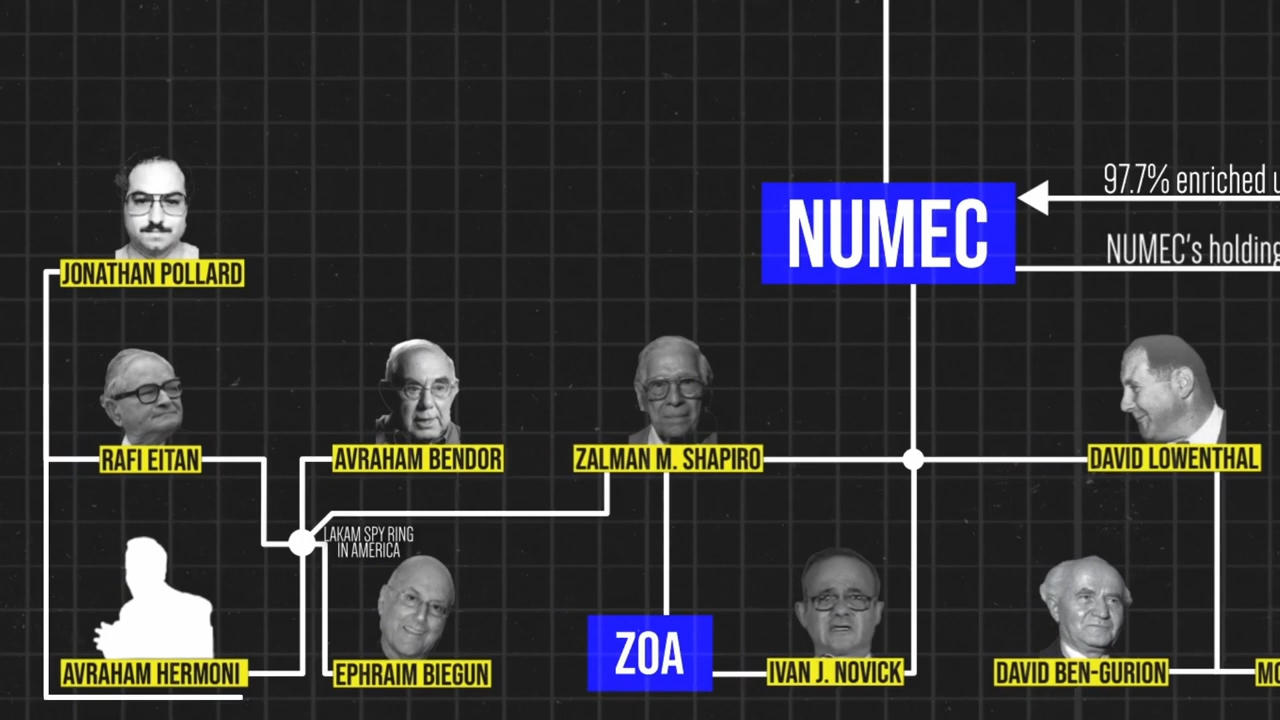 97.7% enriched u
NUMEC
NUMEC's holding
JONATHAN POLLARD
RAFI EITAN
AVRAHAM BENDOR
ZALMAN M. SHAPIRO
DAVID LOWENTHAL
LAKAM SPY RING
IN AMERICA
ZOA
AVRAHAM HERMONI
EPHRAIM BIEGUN
IVAN J. NOVICK
DAVID BEN-GURION
MO